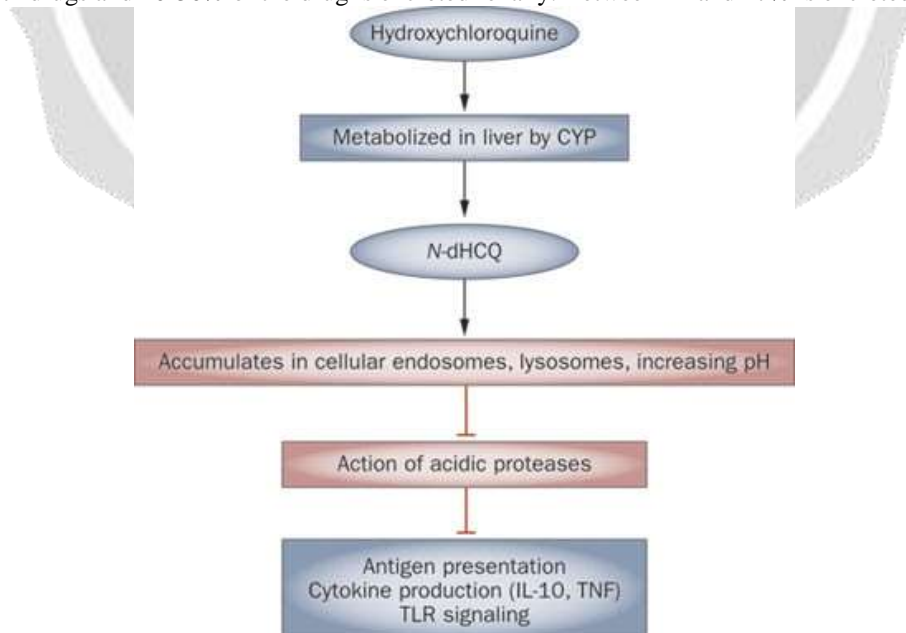 Hydroxychloroquine
Metabolized in liver by CYP
N-dHCQ
Accumulates in cellular endosomes, lysosomes, increasing pH
Action of acidic proteases
Antigen presentation
Cytokine production (IL-10, TNF)
TLR signaling